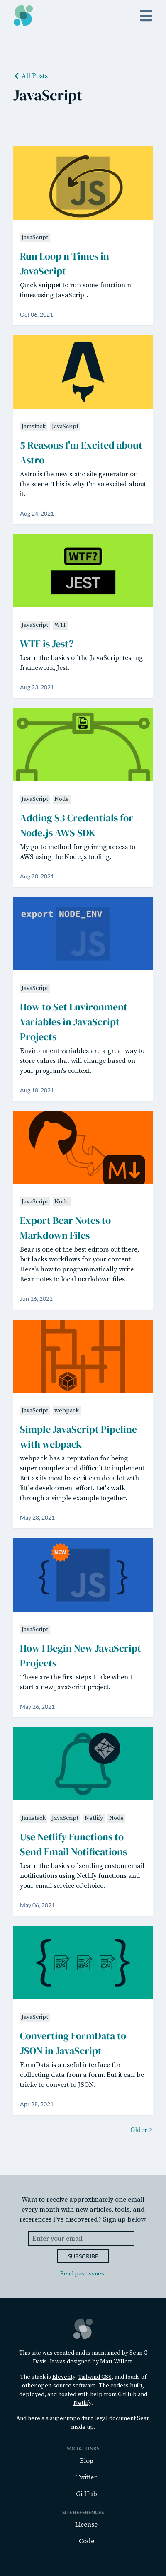 All Posts
JavaScript
JS
JavaScript
Run Loop n Times in
JavaScript
Quick snippet to run some function n
times using JavaScript.
Oct 06, 2021
Jamstack JavaScript
5 Reasons I'm Excited about
Astro
Astro is the new static site generator on
the scene. This is why I'm so excited about
it.
Aug 24, 2021
WTF?
JEST
JavaScript WTF
WTF is Jest?
Learn the basics of the JavaScript testing
framework, Jest.
Aug 23, 2021
JavaScript Node
Adding S3 Credentials for
Node.js AWS SDK
My go-to method for gaining access to
AWS using the Node.js tooling.
Aug 20, 2021
export NODE_ENV
JavaScript
How to Set Environment
Variables in JavaScript
Projects
Environment variables are a great way to
store values that will change based on
your program's context.
Aug 18, 2021
M
JavaScript Node
Export Bear Notes to
Markdown Files
Bear is one of the best editors out there,
but lacks workflows for your content.
Here's how to programmatically write
Bear notes to local markdown files.
Jun 16, 2021
JavaScript webpack
Simple JavaScript Pipeline
with webpack
webpack has a reputation for being
super complex and difficult to implement.
But as its most basic, it can do a lot with
little development effort. Let's walk
through a simple example together.
May 28, 2021
NEW
{ JS }
JavaScript
How I Begin New JavaScript
Projects
These are the first steps I take when I
start a new JavaScript project.
May 26, 2021
Jamstack JavaScript Netlify Node
Use Netlify Functions to
Send Email Notifications
Learn the basics of sending custom email
notifications using Netlify functions and
your email service of choice.
May 06, 2021
{ }
JavaScript
Converting FormData to
JSON in JavaScript
FormData is a useful interface for
collecting data from a form. But it can be
tricky to convert to JSON.
Apr 28, 2021
Older >
Want to receive approximately one email
every month with new articles, tools, and
references I've discovered? Sign up below.
Enter your email
SUBSCRIBE
Read past issues.
This site was created and is maintained by Sean C
Davis. It was designed by Matt Willett.
The stack is Eleventy, Tailwind CSS, and loads of
other open-source software. The code is built,
deployed, and hosted with help from GitHub and
Netlify.
And here's a super important legal document Sean
made up.
SOCIAL LINKS
Blog
Twitter
GitHub
SITE REFERENCES
License
Code